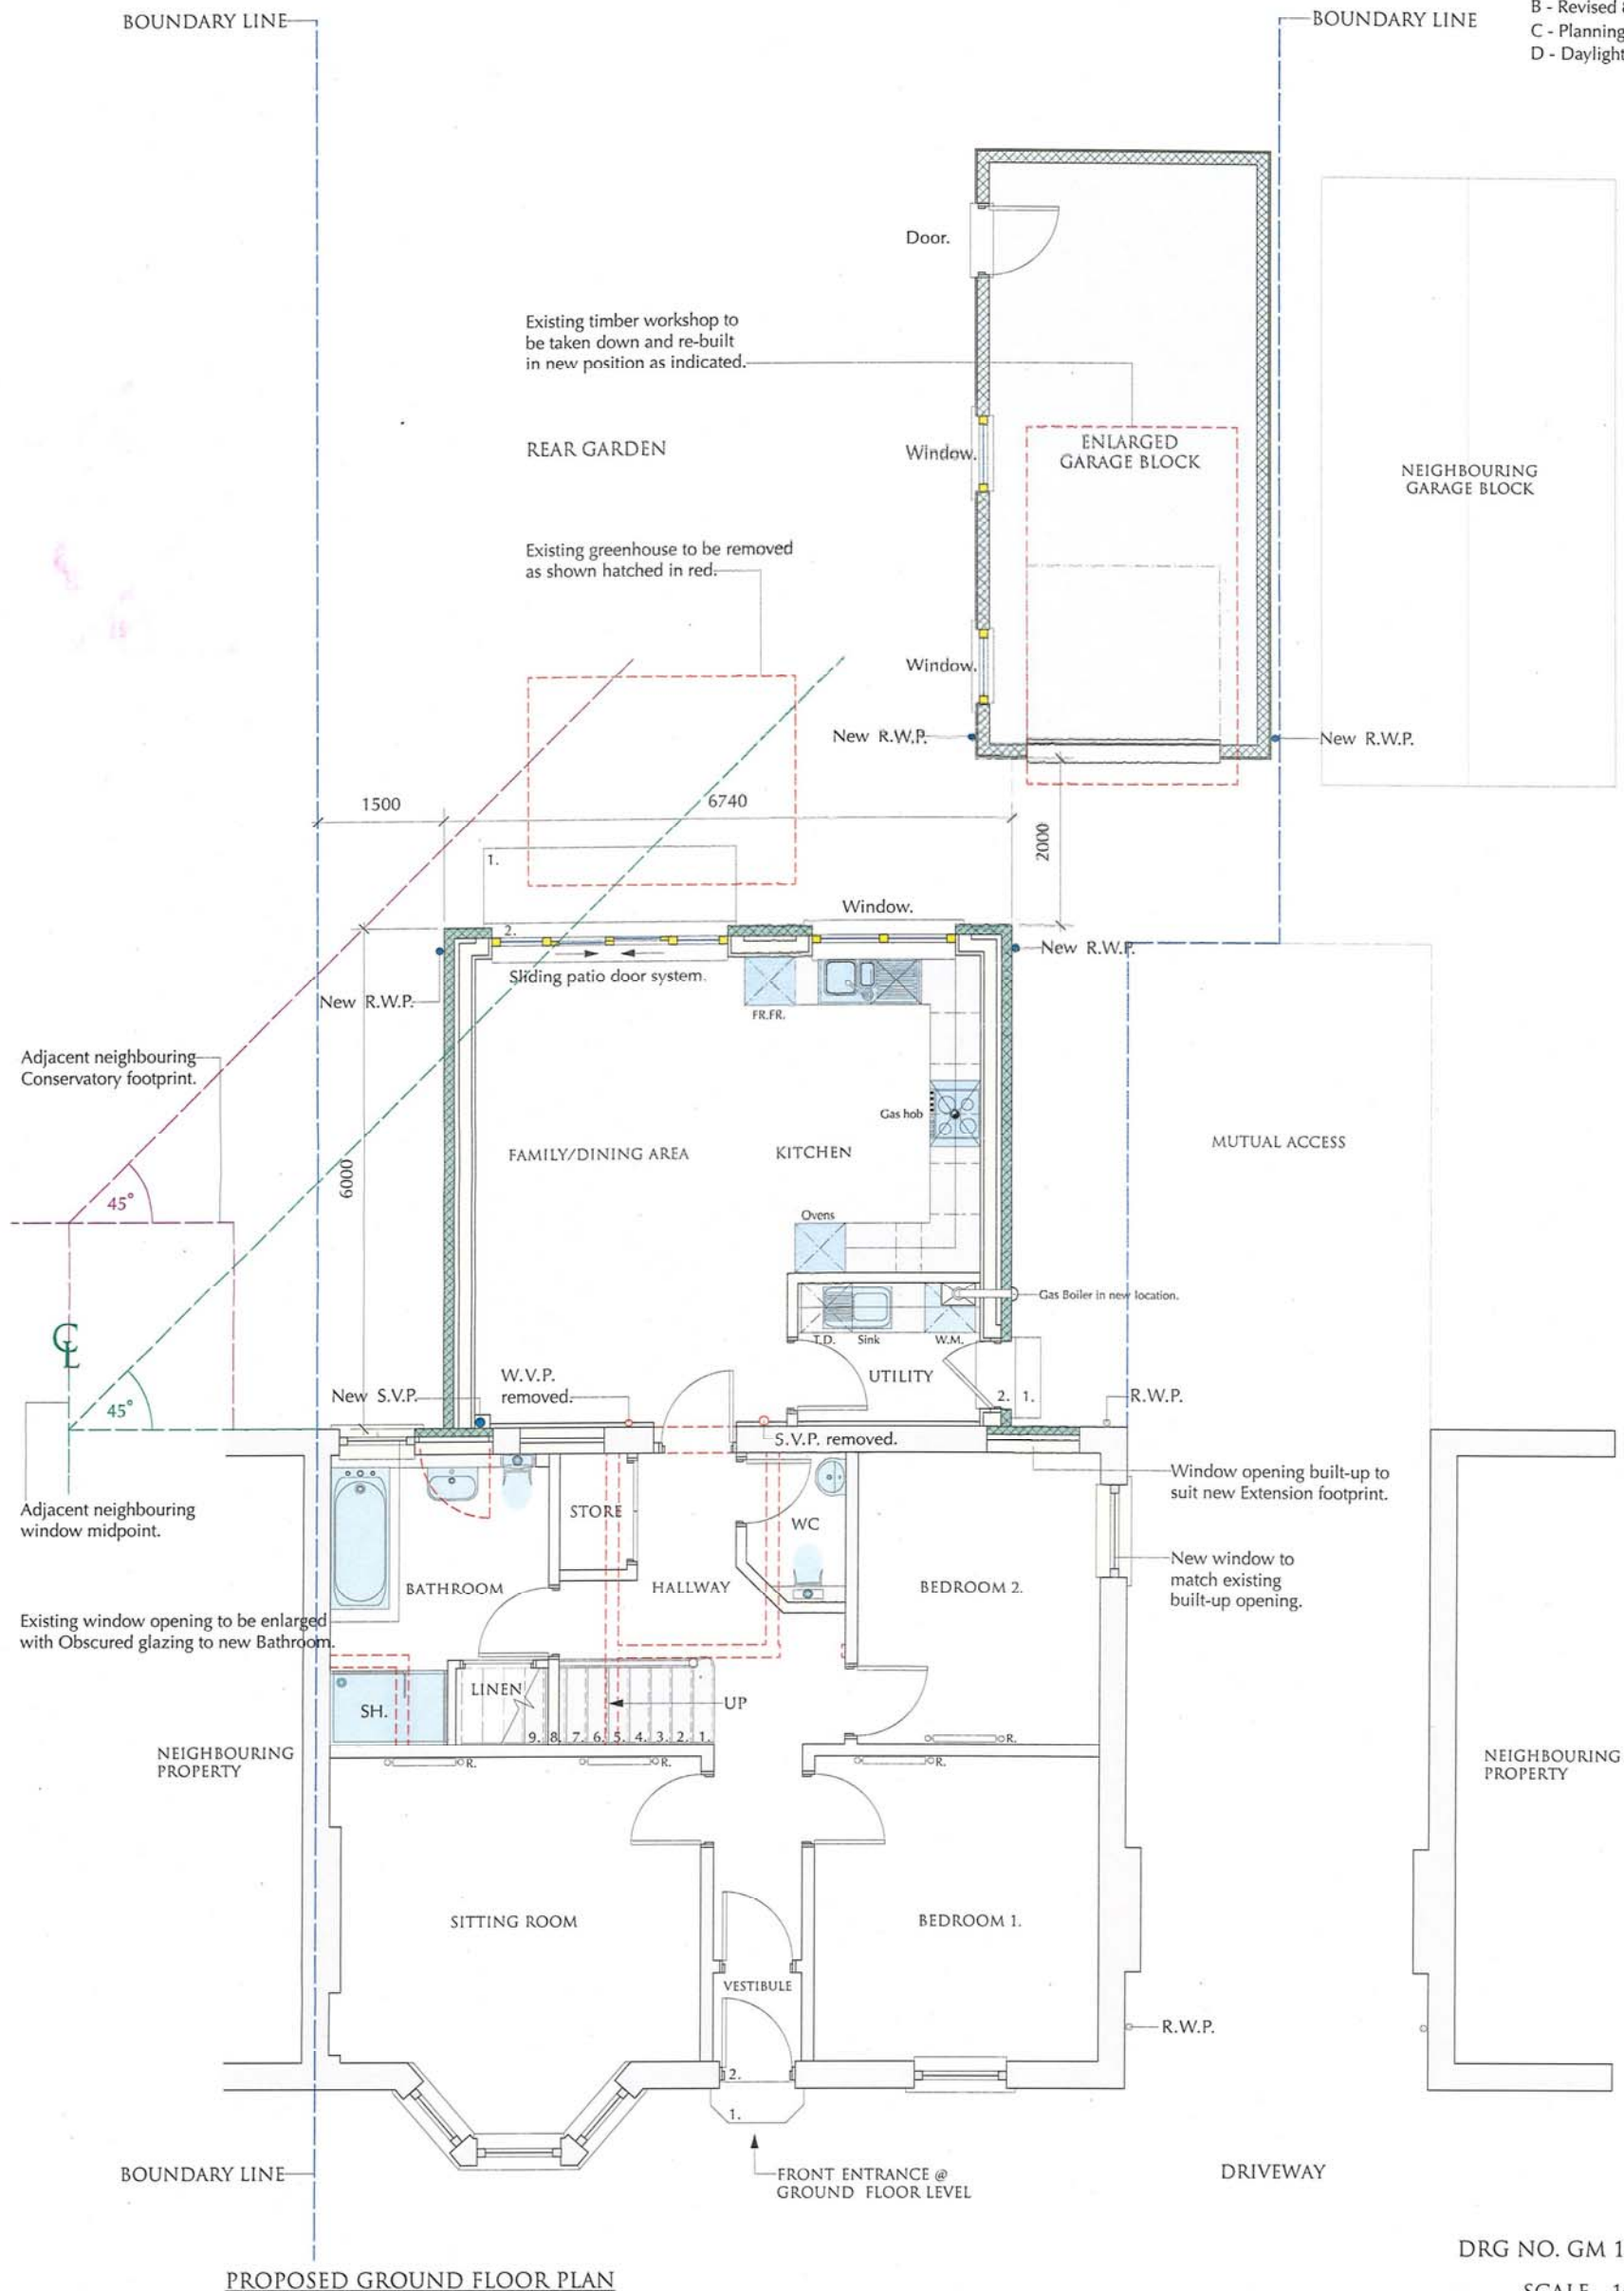 BOUNDARY LINE
BOUNDARY LINE
B - Revised
C - Planning
D - Daylight
Door.
Existing timber workshop to
be taken down and re-built
in new position as indicated.
REAR GARDEN
Window.
ENLARGED
GARAGE BLOCK
NEIGHBOURING
GARAGE BLOCK
Existing greenhouse to be removed
as shown hatched in red.
Window.
New R.W.P.
New R.W.P.
1500
6740
2000
1.
Window.
2.
New R.W.P.
Sliding patio door system.
New R.W.P.
FR.FR.
Adjacent neighbouring
Conservatory footprint.
Gas hob
MUTUAL ACCESS
FAMILY/DINING AREA
KITCHEN
6000
45°
Ovens
Gas Boiler in new location.
CL
T.D.
Sink
W.M.
UTILITY
W.V.P.
removed.
New S.V.P.
2. 1.
R.W.P.
45°
S.V.P. removed.
Window opening built-up to
suit new Extension footprint.
Adjacent neighbouring
window midpoint.
STORE
WC
New window to
match existing
built-up opening.
BATHROOM
HALLWAY
BEDROOM 2.
Existing window opening to be enlarged
with Obscured glazing to new Bathroom.
LINEN
SH.
UP
9. 8. 7. 6. 5. 4. 3. 2. 1.
R.
NEIGHBOURING
PROPERTY
R.
R.
R.
NEIGHBOURING
PROPERTY
SITTING ROOM
BEDROOM 1.
VESTIBULE
R.W.P.
2.
1.
BOUNDARY LINE
FRONT ENTRANCE @
GROUND FLOOR LEVEL
DRIVEWAY
DRG NO. GM 1
PROPOSED GROUND FLOOR PLAN